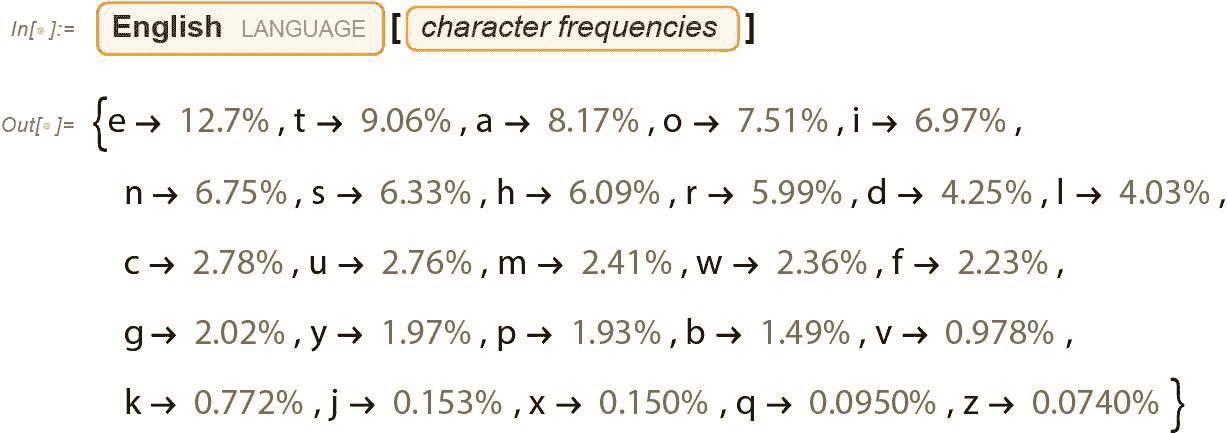 In[ ]:= English LANGUAGE [ character frequencies ]
Out[ ]= {e → 12.7% , t → 9.06% , a → 8.17% , o → 7.51% , i → 6.97% ,
n → 6.75% , s → 6.33% , h → 6.09% , r → 5.99% , d → 4.25% , l → 4.03% ,
c → 2.78% , u → 2.76% , m → 2.41% , w → 2.36% , f → 2.23% ,
g → 2.02% , y → 1.97% , p → 1.93% , b → 1.49% , v → 0.978% ,
k → 0.772% , j → 0.153% , x → 0.150% , q → 0.0950% , z → 0.0740% }